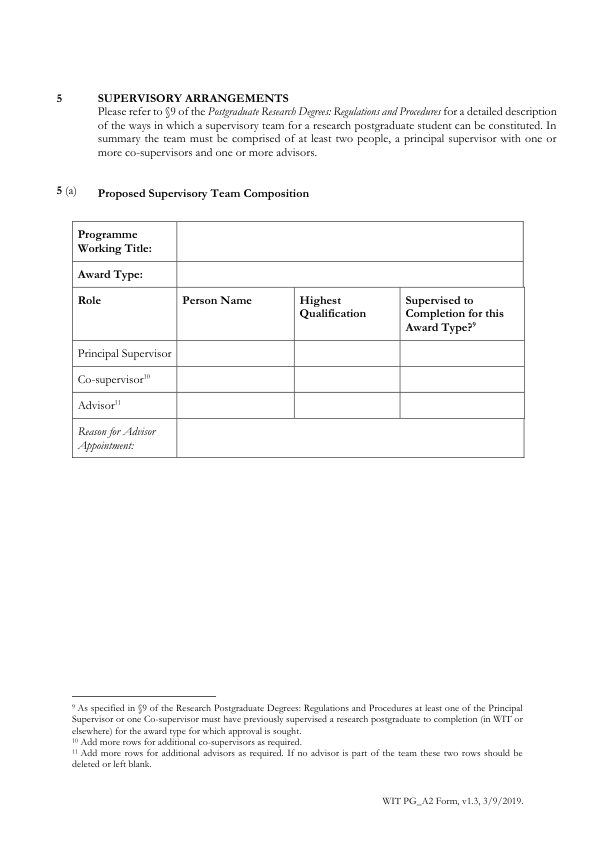 5 SUPERVISORY ARRANGEMENTS
Please refer to §9 of the Postgraduate Research Degrees: Regulations and Procedures for a detailed description
of the ways in which a supervisory team for a research postgraduate student can be constituted. In
summary the team must be comprised of at least two people, a principal supervisor with one or
more co-supervisors and one or more advisors.
5 (a) Proposed Supervisory Team Composition
Programme
Working Title:
Award Type:
Role
Person Name
Highest
Qualification
Supervised to
Completion for this
Award Type?⁹
Principal Supervisor
Co-supervisor¹⁰
Advisor¹¹
Reason for Advisor
Appointment:
⁹ As specified in §9 of the Research Postgraduate Degrees: Regulations and Procedures at least one of the Principal
Supervisor or one Co-supervisor must have previously supervised a research postgraduate to completion (in WIT or
elsewhere) for the award type for which approval is sought.
¹⁰ Add more rows for additional co-supervisors as required.
¹¹ Add more rows for additional advisors as required. If no advisor is part of the team these two rows should be
deleted or left blank.
WIT PG_A2 Form, v1.3, 3/9/2019.